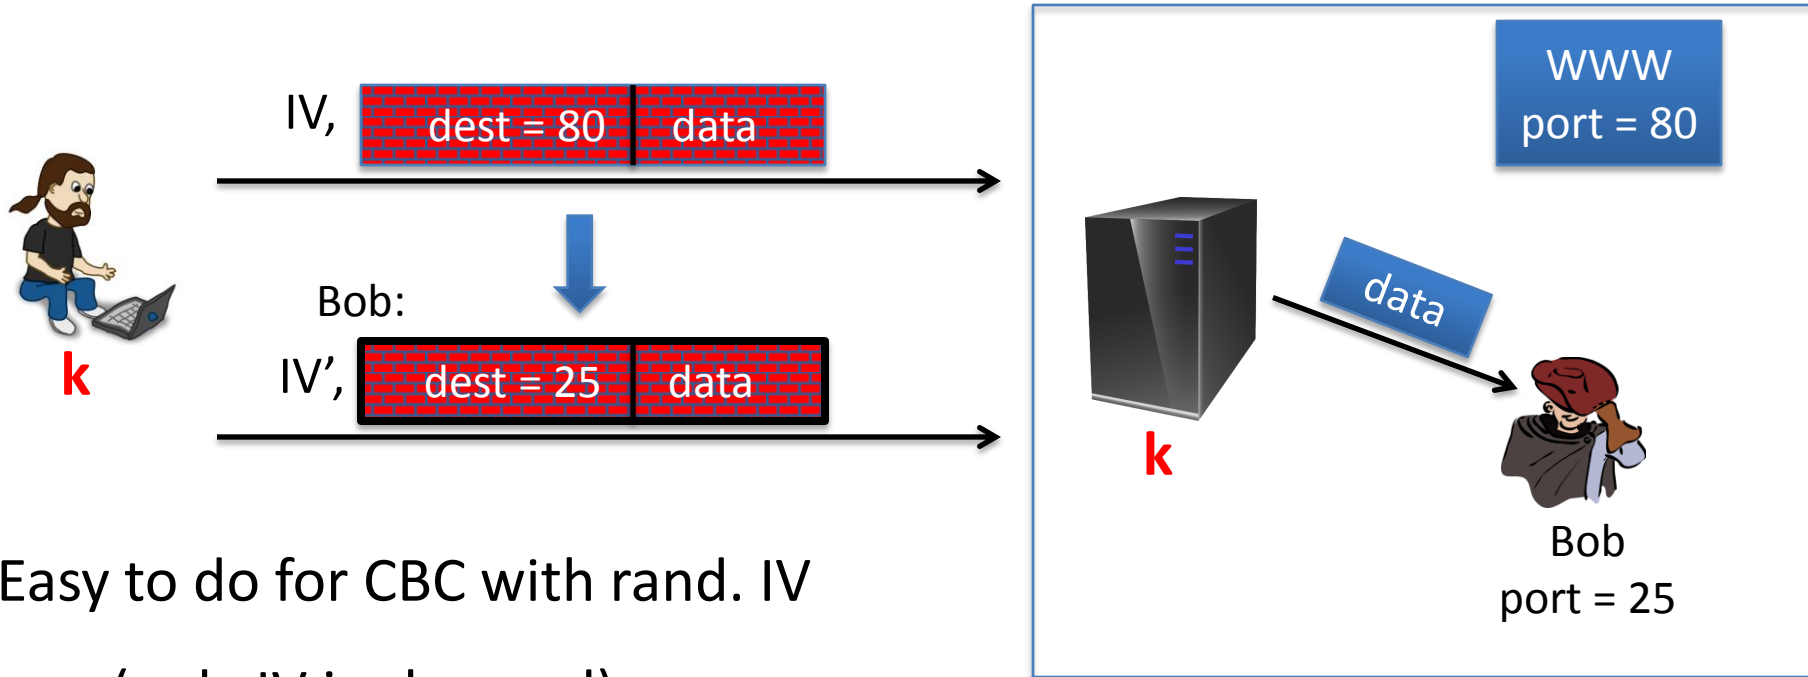 IV,
dest = 80 data
WWW
port = 80
data
Bob:
k
IV’,
dest = 25 data
k
Bob
port = 25
Easy to do for CBC with rand. IV